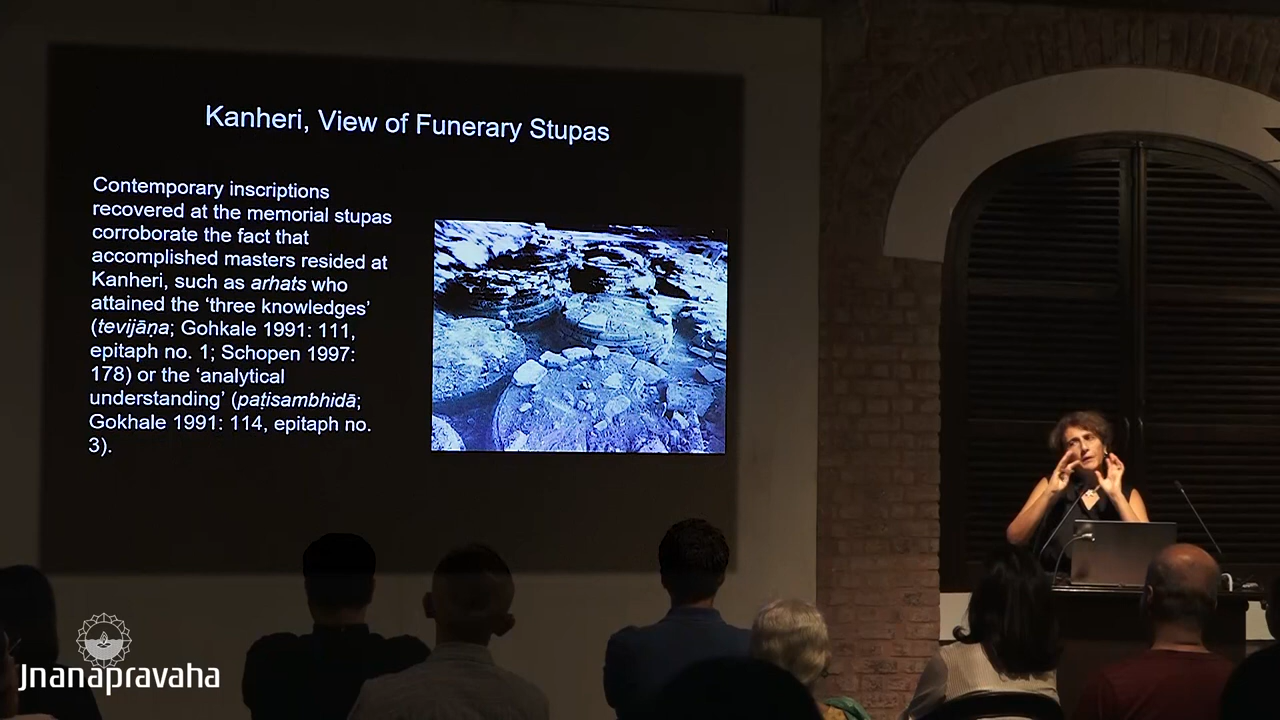 Kanheri, View of Funerary Stupas
Contemporary inscriptions
recovered at the memorial stupas
corroborate the fact that
accomplished masters resided at
Kanheri, such as arhats who
attained the ‘three knowledges’
(tevijāṇa; Gohkale 1991: 111,
epitaph no. 1; Schopen 1997:
178) or the ‘analytical
understanding’ (paṭisambhidā;
Gokhale 1991: 114, epitaph no.
3).
Jnanapravaha